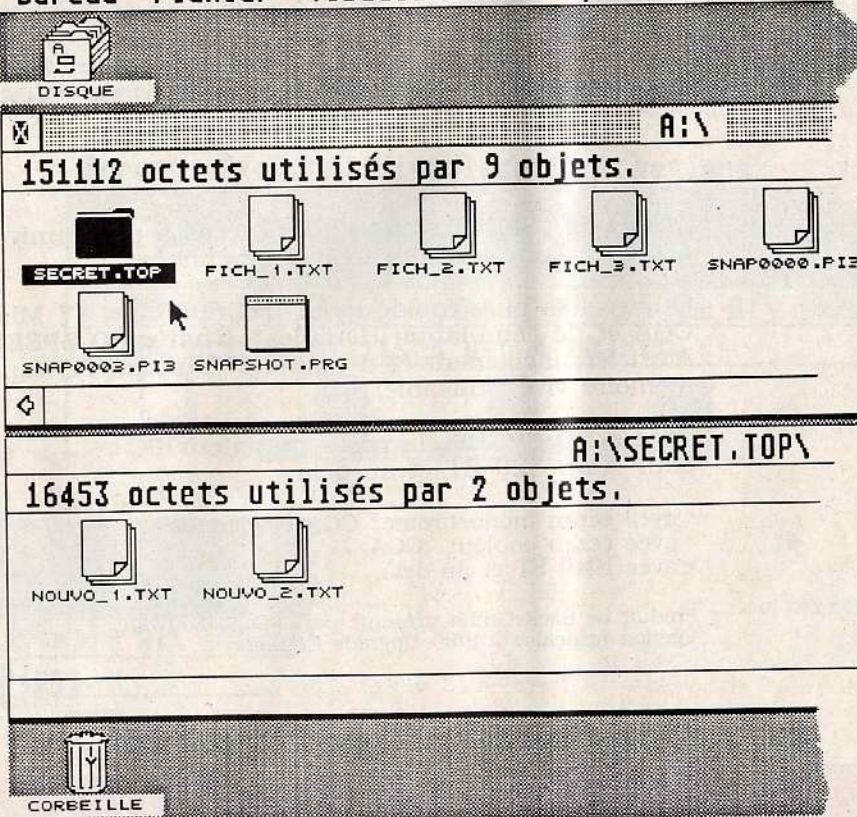 DISQUE
A:\
151112 octets utilisés par 9 objets.
SECRET.TOP FICH_1.TXT FICH_2.TXT FICH_3.TXT SNAP0000.PI3
SNAP0003.PI3 SNAPSHOT.PRG
A:\SECRET.TOP\
16453 octets utilisés par 2 objets.
NOUVO_1.TXT NOUVO_2.TXT
CORBEILLE